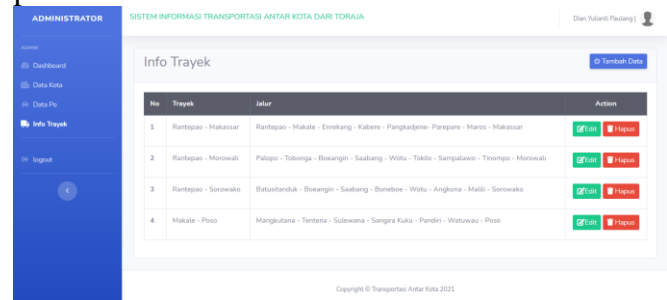 ADMINISTRATOR
SISTEM INFORMASI TRANSPORTASI ANTAR KOTA DARI TORAJA
Dian Yulianti Paulang |
ADMIN
Dashboard
Data Kota
Data Po
Info Trayek
logout
Info Trayek
Tambah Data
No Trayek Jalur Action
1 Rantepao - Makassar Rantepao - Makale - Enrekang - Kabere - Pangkadjene- Parepare - Maros - Makassar Edit Hapus
2 Rantepao - Morowali Palopo - Tobonga - Boeangin - Saabang - Wotu - Tokilo - Sampalawo - Tinompo - Morowali Edit Hapus
3 Rantepao - Sorowako Batusitanduk - Boeangin - Saabang - Boneboe - Wotu - Angkona - Malili - Sorowako Edit Hapus
4 Makale - Poso Mangkutana - Tentena - Sulewana - Sangira Kuku - Pandiri - Watuwau - Poso Edit Hapus
Copyright © Transportasi Antar Kota 2021